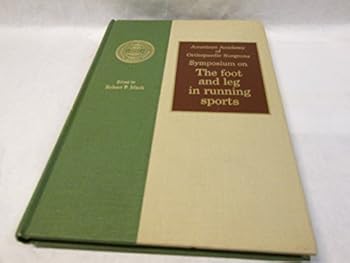 American Academy
of
Orthopaedic Surgeons
Symposium on
The foot
and leg
in running
sports
Edited by
Robert P. Mack